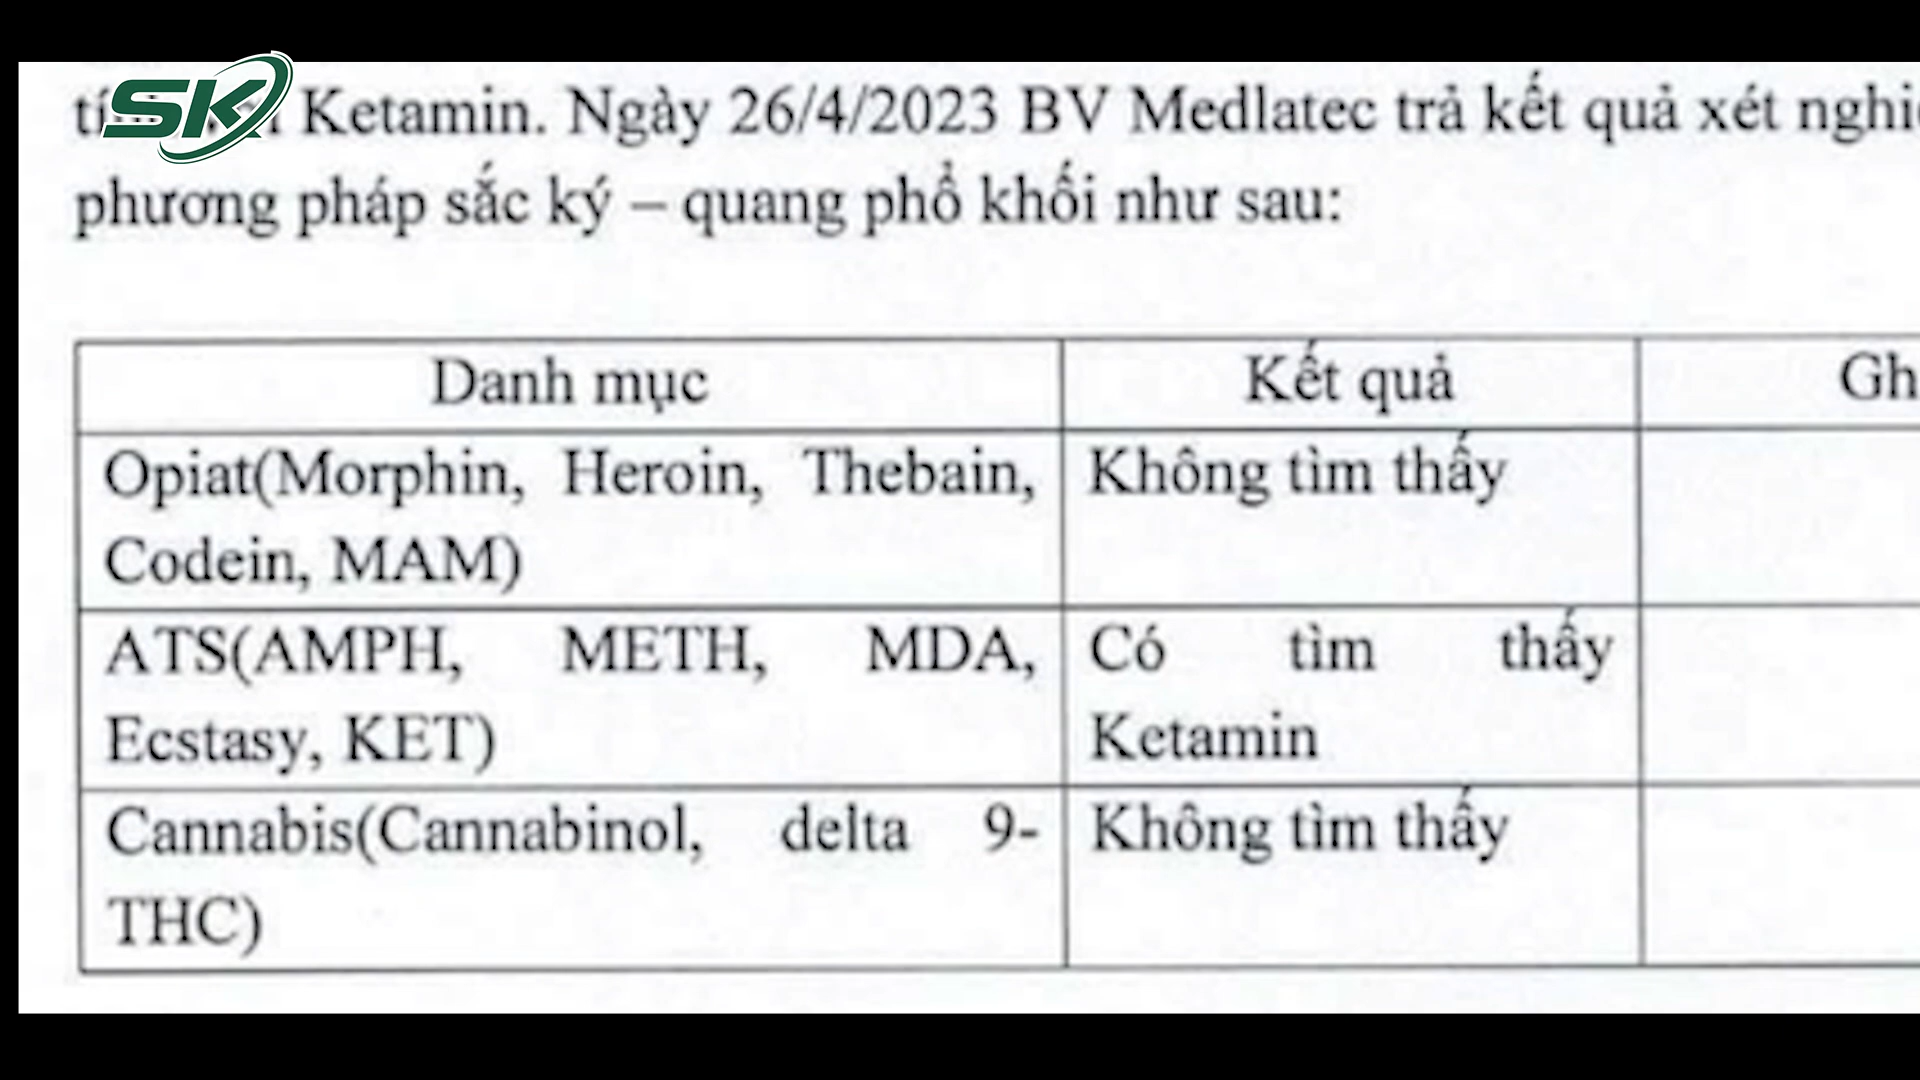 SK
Ketamin. Ngày 26/4/2023 BV Medlatec trả kết quả xét
phương pháp sắc ký – quang phổ khối như sau:
Danh mục Kết quả
Opiat(Morphin, Heroin, Thebain, Không tìm thấy
Codein, MAM)
ATS(AMPH, METH, MDA, Có tìm thấy
Ecstasy, KET) Ketamin
Cannabis(Cannabinol, delta 9- Không tìm thấy
THC)